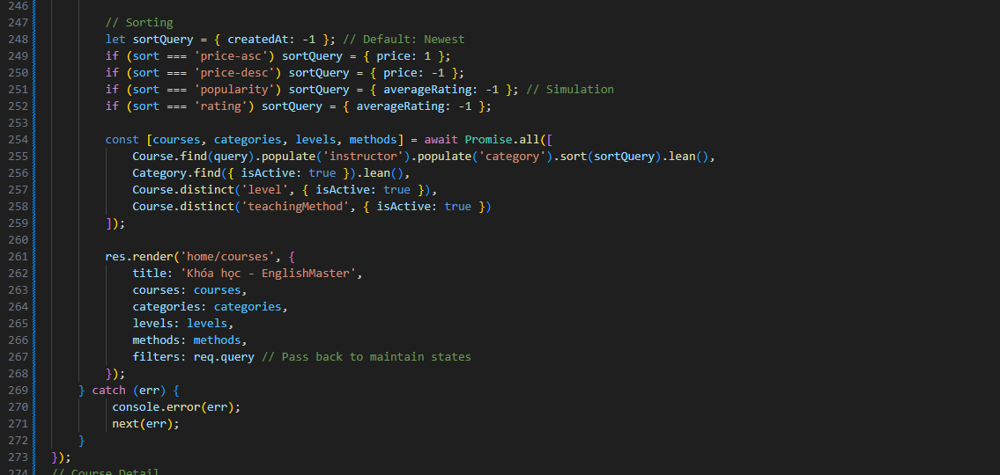 246
247 // Sorting
248 let sortQuery = { createdAt: -1 }; // Default: Newest
249 if (sort === 'price-asc') sortQuery = { price: 1 };
250 if (sort === 'price-desc') sortQuery = { price: -1 };
251 if (sort === 'popularity') sortQuery = { averageRating: -1 }; // Simulation
252 if (sort === 'rating') sortQuery = { averageRating: -1 };
253
254 const [courses, categories, levels, methods] = await Promise.all([
255 Course.find(query).populate('instructor').populate('category').sort(sortQuery).lean(),
256 Category.find({ isActive: true }).lean(),
257 Course.distinct('level', { isActive: true }),
258 Course.distinct('teachingMethod', { isActive: true })
259 ]);
260
261 res.render('home/courses', {
262 title: 'Khóa học - EnglishMaster',
263 courses: courses,
264 categories: categories,
265 levels: levels,
266 methods: methods,
267 filters: req.query // Pass back to maintain states
268 });
269 } catch (err) {
270 console.error(err);
271 next(err);
272 }
273 });
274 // Course Detail